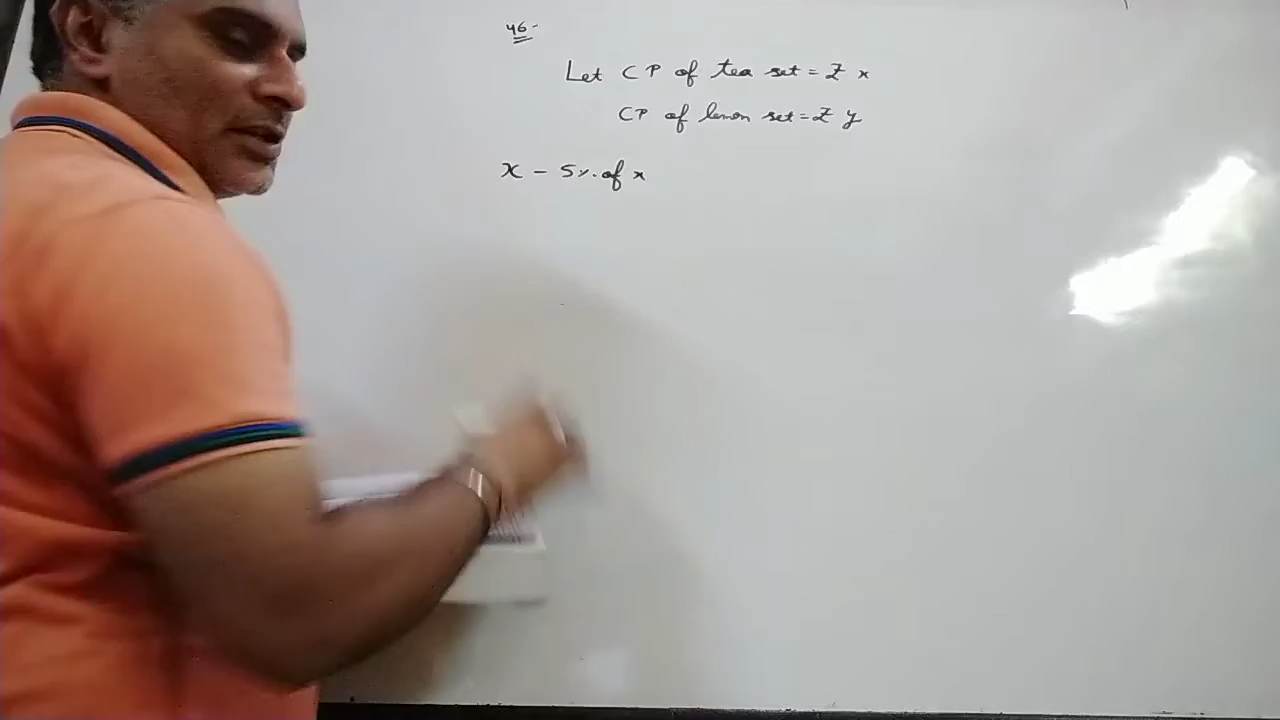 46-
Let CP of tea set = ₹ x
CP of lemon set = ₹ y
x - 5% of x